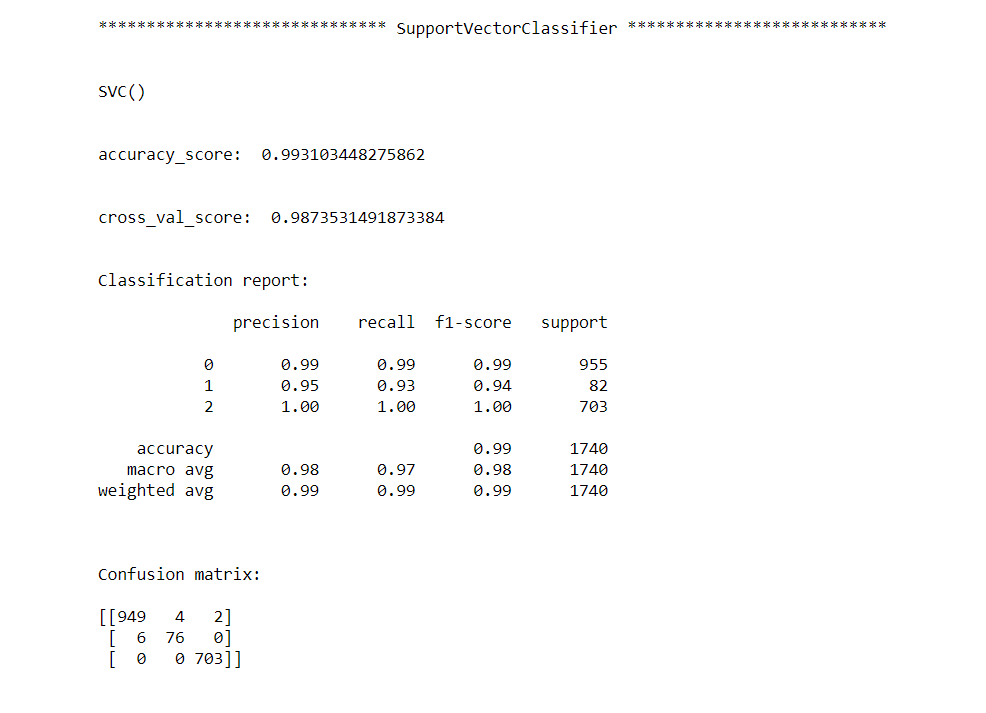 ****************************** SupportVectorClassifier ***************************
SVC()
accuracy_score:  0.993103448275862
cross_val_score:  0.9873531491873384
Classification report:
              precision    recall  f1-score   support
           0       0.99      0.99      0.99       955
           1       0.95      0.93      0.94        82
           2       1.00      1.00      1.00       703
    accuracy                           0.99      1740
   macro avg       0.98      0.97      0.98      1740
weighted avg       0.99      0.99      0.99      1740
Confusion matrix:
[[949   4   2]
 [  6  76   0]
 [  0   0 703]]